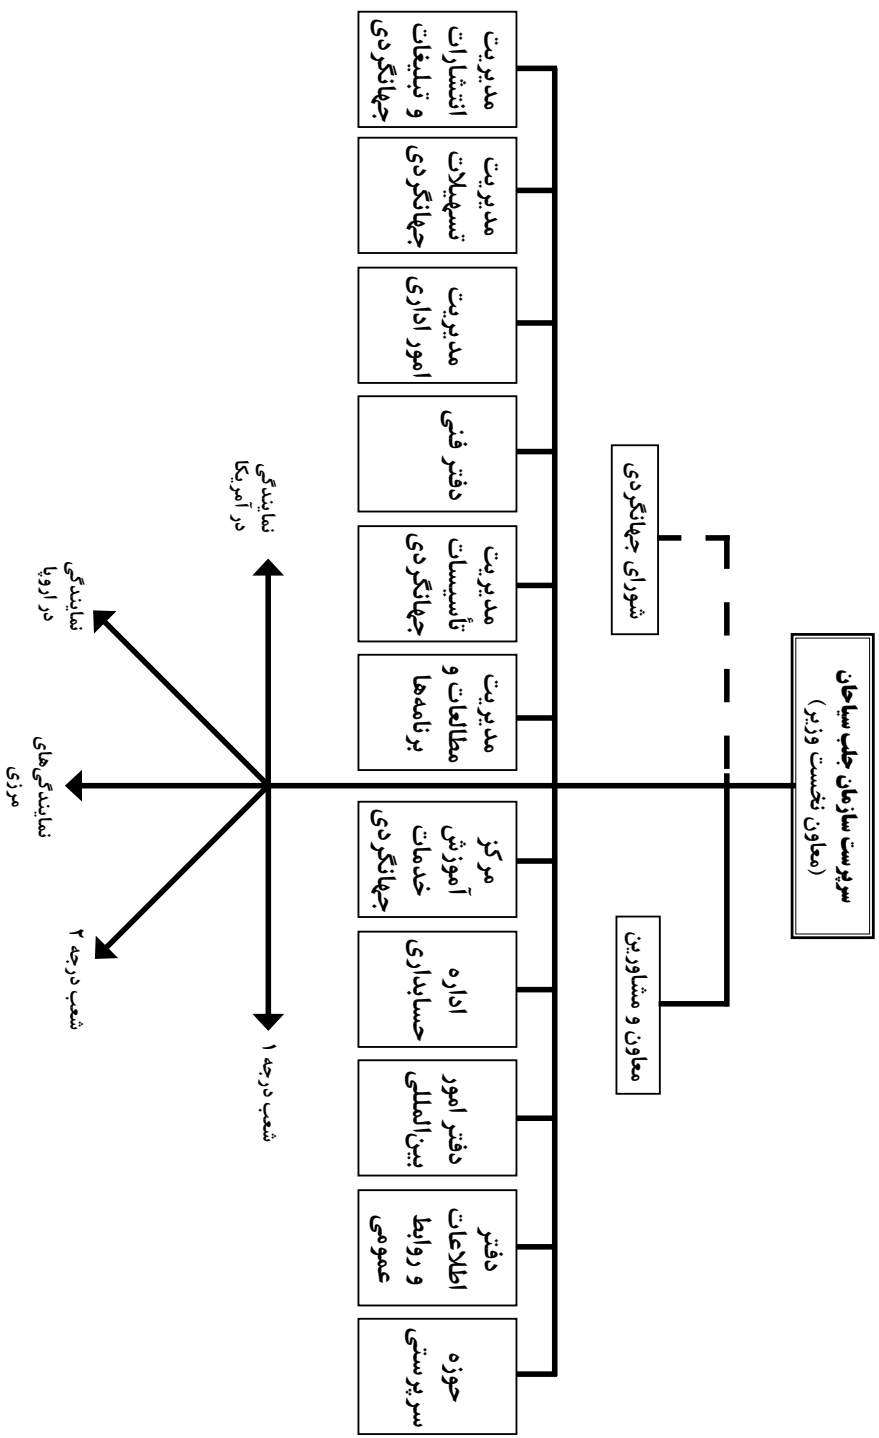 سرپرست سازمان جلب سیاحان
(معاون نخست وزیر)
معاون و مشاورین
شورای جهانگردی
حوزه
سرپرستی
دفتر
اطلاعات
و روابط
عمومی
دفتر امور
بین‌المللی
اداره
حسابداری
مرکز
آموزش
خدمات
جهانگردی
مدیریت
مطالعات و
برنامه‌ها
مدیریت
تأسیسات
جهانگردی
دفتر فنی
مدیریت
امور اداری
مدیریت
تسهیلات
جهانگردی
مدیریت
انتشارات
و تبلیغات
جهانگردی
شعب درجه ۱
شعب درجه ۲
نمایندگی‌های
مرزی
نمایندگی
در اروپا
نمایندگی
در آمریکا